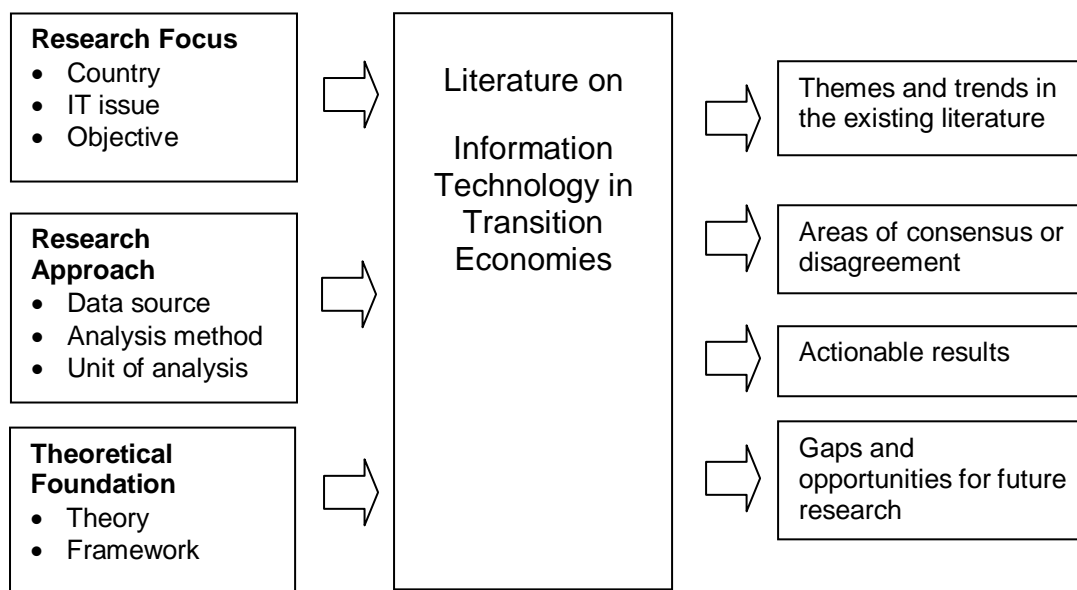 Research Focus
• Country
• IT issue
• Objective
Research
Approach
• Data source
• Analysis method
• Unit of analysis
Theoretical
Foundation
• Theory
• Framework
Literature on
Information
Technology in
Transition
Economies
Themes and trends in
the existing literature
Areas of consensus or
disagreement
Actionable results
Gaps and
opportunities for future
research